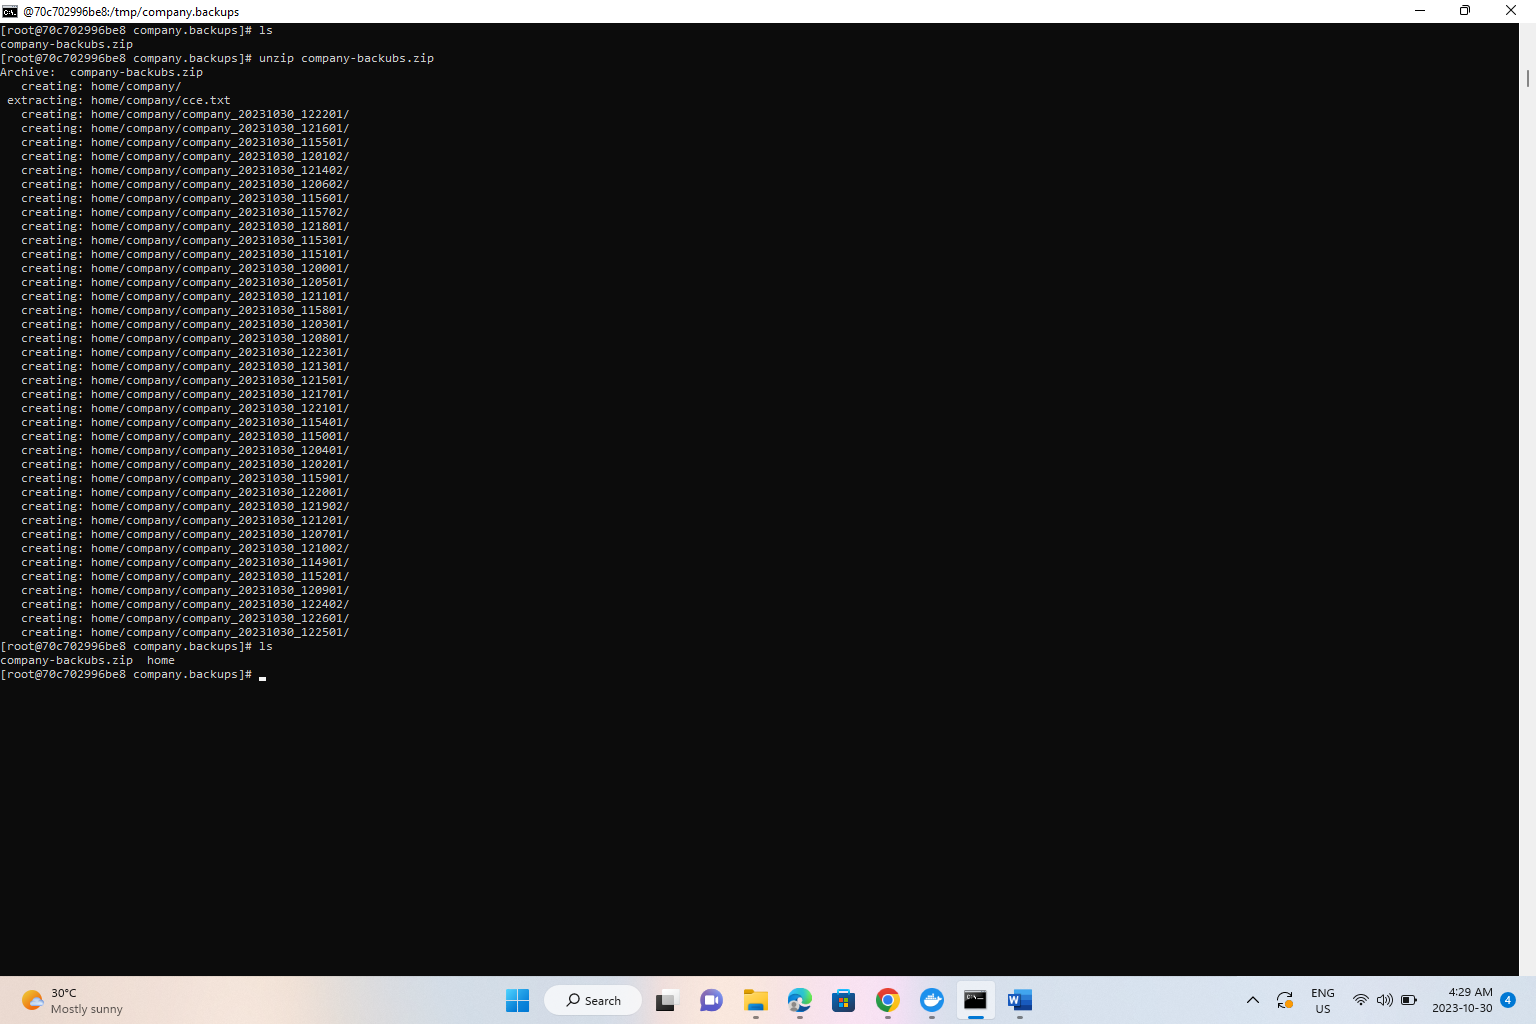 @70c702996be8:/tmp/company.backups
[root@70c702996be8 company.backups]# ls
company-backubs.zip
[root@70c702996be8 company.backups]# unzip company-backubs.zip
Archive:  company-backubs.zip
   creating: home/company/
 extracting: home/company/cce.txt
   creating: home/company/company_20231030_122201/
   creating: home/company/company_20231030_121601/
   creating: home/company/company_20231030_115501/
   creating: home/company/company_20231030_120102/
   creating: home/company/company_20231030_121402/
   creating: home/company/company_20231030_120602/
   creating: home/company/company_20231030_115601/
   creating: home/company/company_20231030_115702/
   creating: home/company/company_20231030_121801/
   creating: home/company/company_20231030_115301/
   creating: home/company/company_20231030_115101/
   creating: home/company/company_20231030_120001/
   creating: home/company/company_20231030_120501/
   creating: home/company/company_20231030_121101/
   creating: home/company/company_20231030_115801/
   creating: home/company/company_20231030_120301/
   creating: home/company/company_20231030_120801/
   creating: home/company/company_20231030_122301/
   creating: home/company/company_20231030_121301/
   creating: home/company/company_20231030_121501/
   creating: home/company/company_20231030_121701/
   creating: home/company/company_20231030_122101/
   creating: home/company/company_20231030_115401/
   creating: home/company/company_20231030_115001/
   creating: home/company/company_20231030_120401/
   creating: home/company/company_20231030_120201/
   creating: home/company/company_20231030_115901/
   creating: home/company/company_20231030_122001/
   creating: home/company/company_20231030_121902/
   creating: home/company/company_20231030_121201/
   creating: home/company/company_20231030_120701/
   creating: home/company/company_20231030_121002/
   creating: home/company/company_20231030_114901/
   creating: home/company/company_20231030_115201/
   creating: home/company/company_20231030_120901/
   creating: home/company/company_20231030_122402/
   creating: home/company/company_20231030_122601/
   creating: home/company/company_20231030_122501/
[root@70c702996be8 company.backups]# ls
company-backubs.zip  home
[root@70c702996be8 company.backups]#
30°C
Mostly sunny
Search
ENG
US
4:29 AM
2023-10-30
4